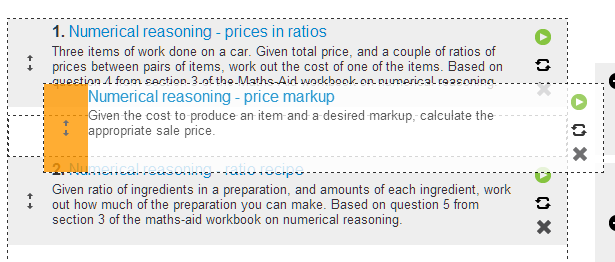 1. Numerical reasoning - prices in ratios
Three items of work done on a car. Given total price, and a couple of ratios of
prices between pairs of items, work out the cost of one of the items. Based on
question 4 from section 3 of the Maths-Aid workbook on numerical reasoning.
Numerical reasoning - price markup
Given the cost to produce an item and a desired markup, calculate the
appropriate sale price.
2. Numerical reasoning - ratio recipe
Given ratio of ingredients in a preparation, and amounts of each ingredient, work
out how much of the preparation you can make. Based on question 5 from
section 3 of the maths-aid workbook on numerical reasoning.